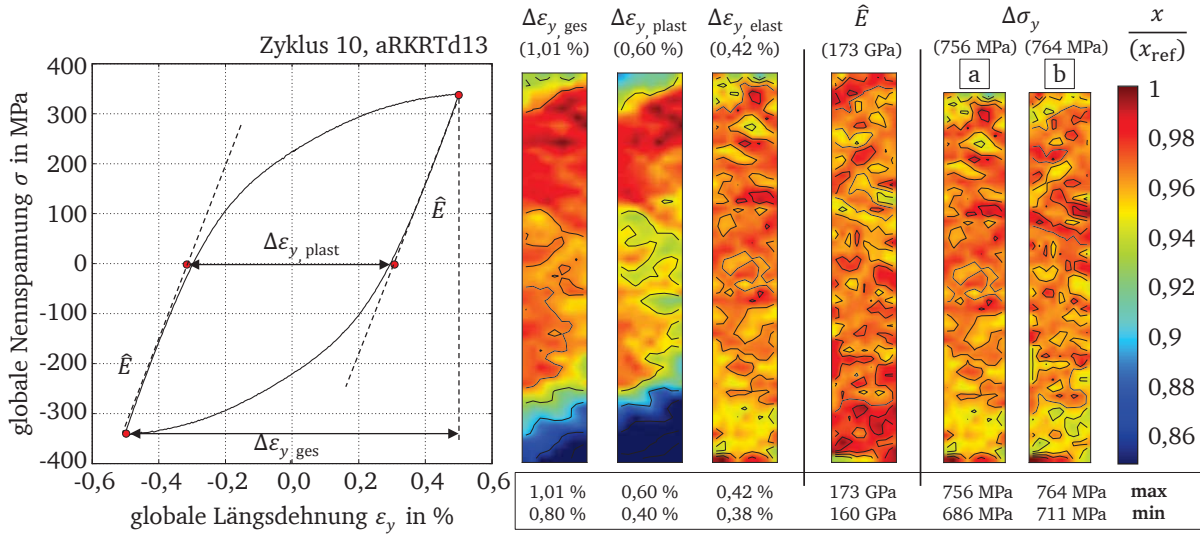 Zyklus 10, aRKRTd13
globale Nennspannung σ in MPa
400
300
200
100
0
-100
-200
-300
-400
-0,6 -0,4 -0,2 0,0 0,2 0,4 0,6
globale Längsdehnung ε_y in %
Ê
Δε_y, plast
Ê
Δε_y, ges
Δε_y, ges Δε_y, plast Δε_y, elast Ê Δσ_y x
(1,01 %) (0,60 %) (0,42 %) (173 GPa) (756 MPa) (764 MPa) (x_ref)
a b
1
0,98
0,96
0,94
0,92
0,9
0,88
0,86
1,01 % 0,60 % 0,42 % 173 GPa 756 MPa 764 MPa max
0,80 % 0,40 % 0,38 % 160 GPa 686 MPa 711 MPa min